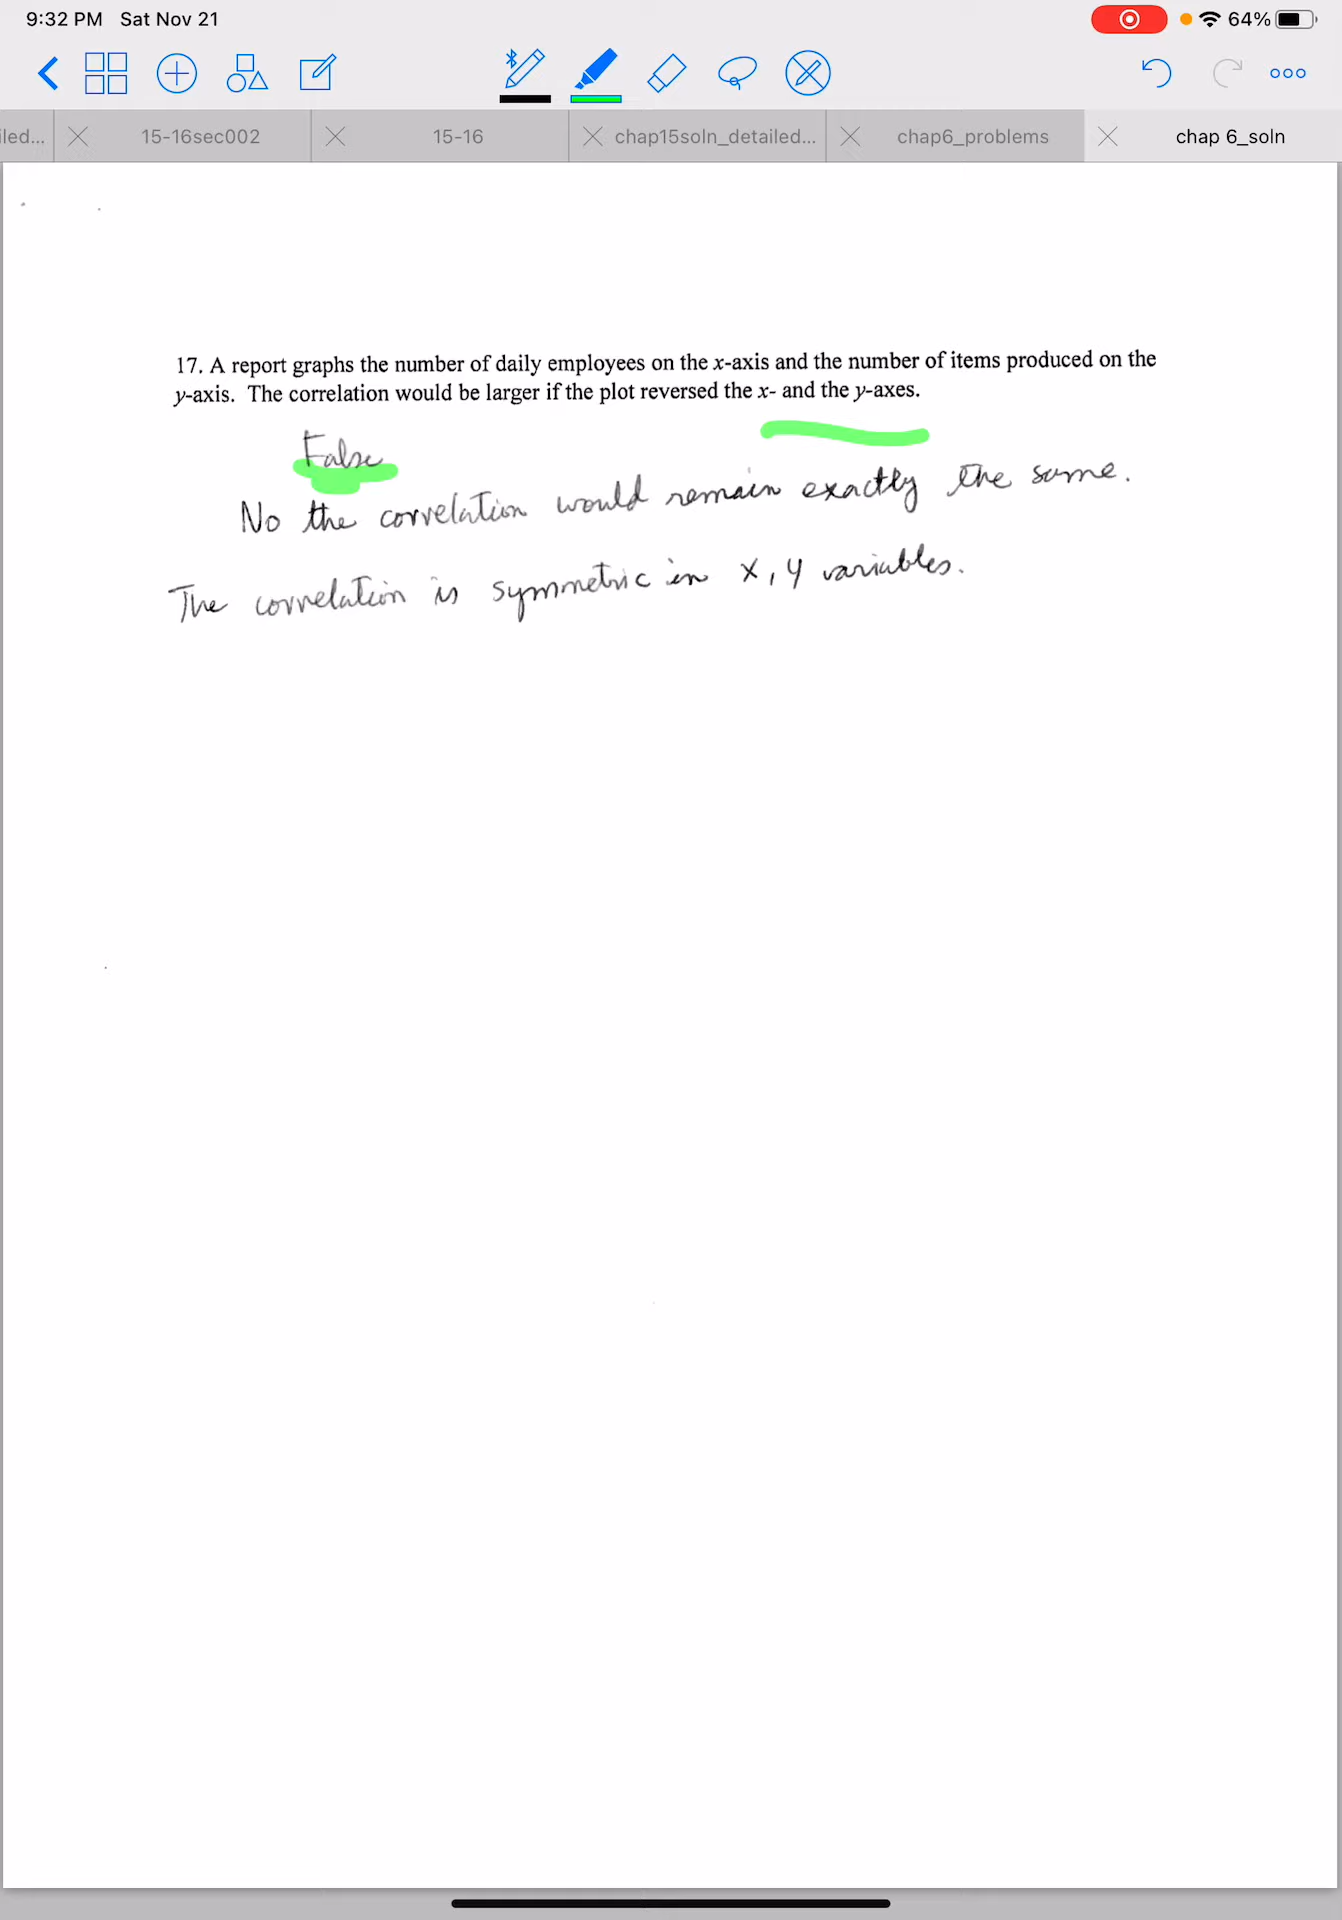 9:32 PM Sat Nov 21
64%
iled...
15-16sec002
15-16
chap15soln_detailed...
chap6_problems
chap 6_soln
17. A report graphs the number of daily employees on the x-axis and the number of items produced on the
y-axis. The correlation would be larger if the plot reversed the x- and the y-axes.
False
No the correlation would remain exactly the same.
The correlation is symmetric in x, y variables.